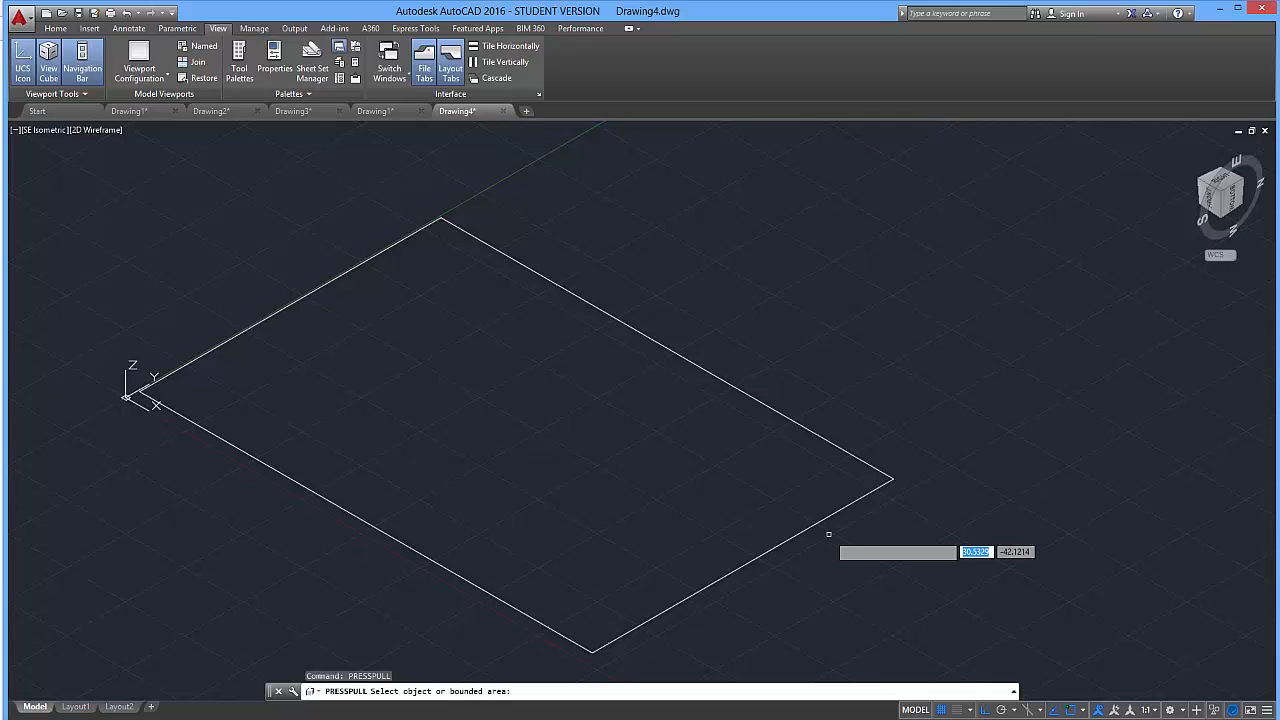 Autodesk AutoCAD 2016 - STUDENT VERSION Drawing4.dwg
Type a keyword or phrase
Sign In
Home Insert Annotate Parametric View Manage Output Add-ins A360 Express Tools Featured Apps BIM 360 Performance
UCS Icon
View Cube
Navigation Bar
Viewport Tools
Viewport Configuration
Named
Join
Restore
Model Viewports
Tool Palettes
Properties
Sheet Set Manager
Palettes
Switch Windows
File Tabs
Layout Tabs
Tile Horizontally
Tile Vertically
Cascade
Interface
Start Drawing1* Drawing2* Drawing3* Drawing1* Drawing4*
[−][SE Isometric][2D Wireframe]
E
N
S
WCS
Z
Y
X
30.5329 -42.1214
Command: PRESSPULL
PRESSPULL Select object or bounded area:
Model Layout1 Layout2
MODEL 1:1